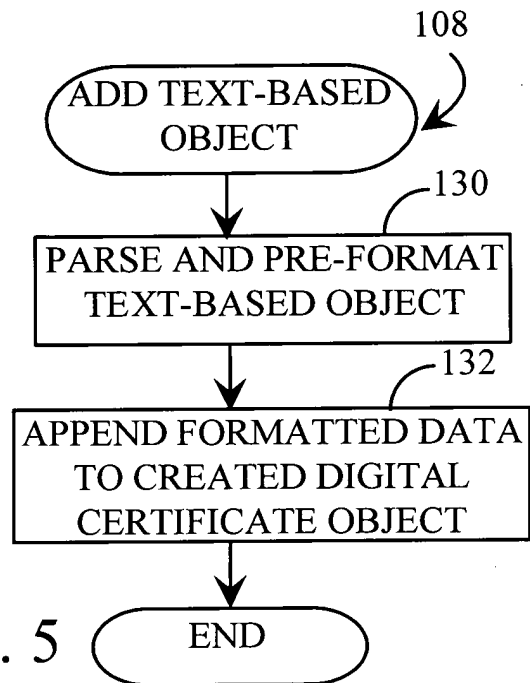 108
ADD TEXT-BASED
OBJECT
130
PARSE AND PRE-FORMAT
TEXT-BASED OBJECT
132
APPEND FORMATTED DATA
TO CREATED DIGITAL
CERTIFICATE OBJECT
. 5
END